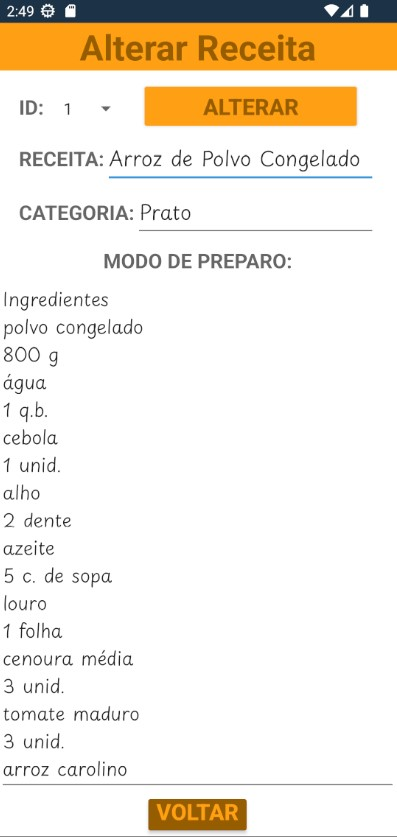 2:49
Alterar Receita
ID: 1 ALTERAR
RECEITA: Arroz de Polvo Congelado
CATEGORIA: Prato
MODO DE PREPARO:
Ingredientes
polvo congelado
800 g
água
1 q.b.
cebola
1 unid.
alho
2 dente
azeite
5 c. de sopa
louro
1 folha
cenoura média
3 unid.
tomate maduro
3 unid.
arroz carolino
VOLTAR